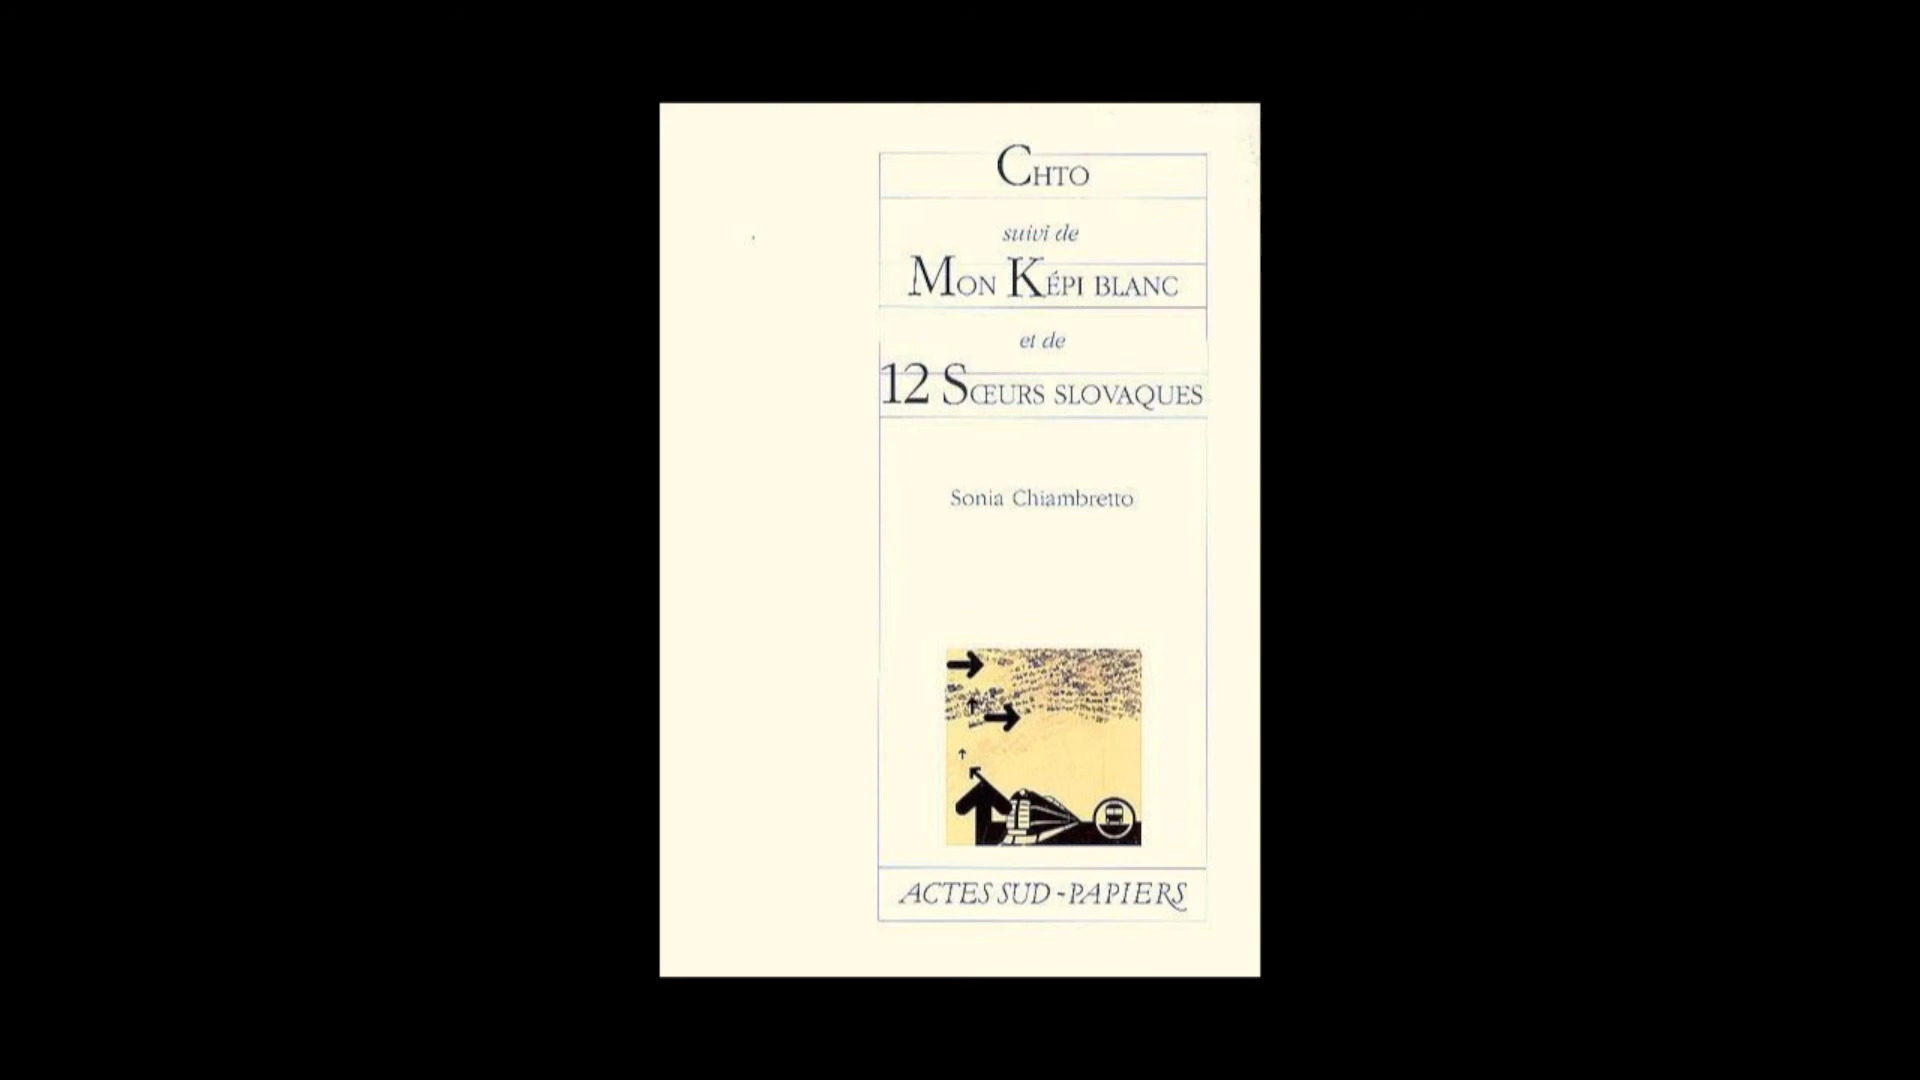 CHTO
suivi de
MON KÉPI BLANC
et de
12 SŒURS SLOVAQUES
Sonia Chiambretto
ACTES SUD-PAPIERS